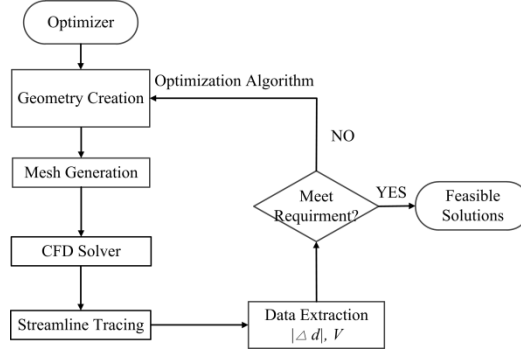 Optimizer
Optimization Algorithm
Geometry Creation
NO
Mesh Generation
Meet
Requirment?
YES
Feasible
Solutions
CFD Solver
Streamline Tracing
Data Extraction
|△ d|, V